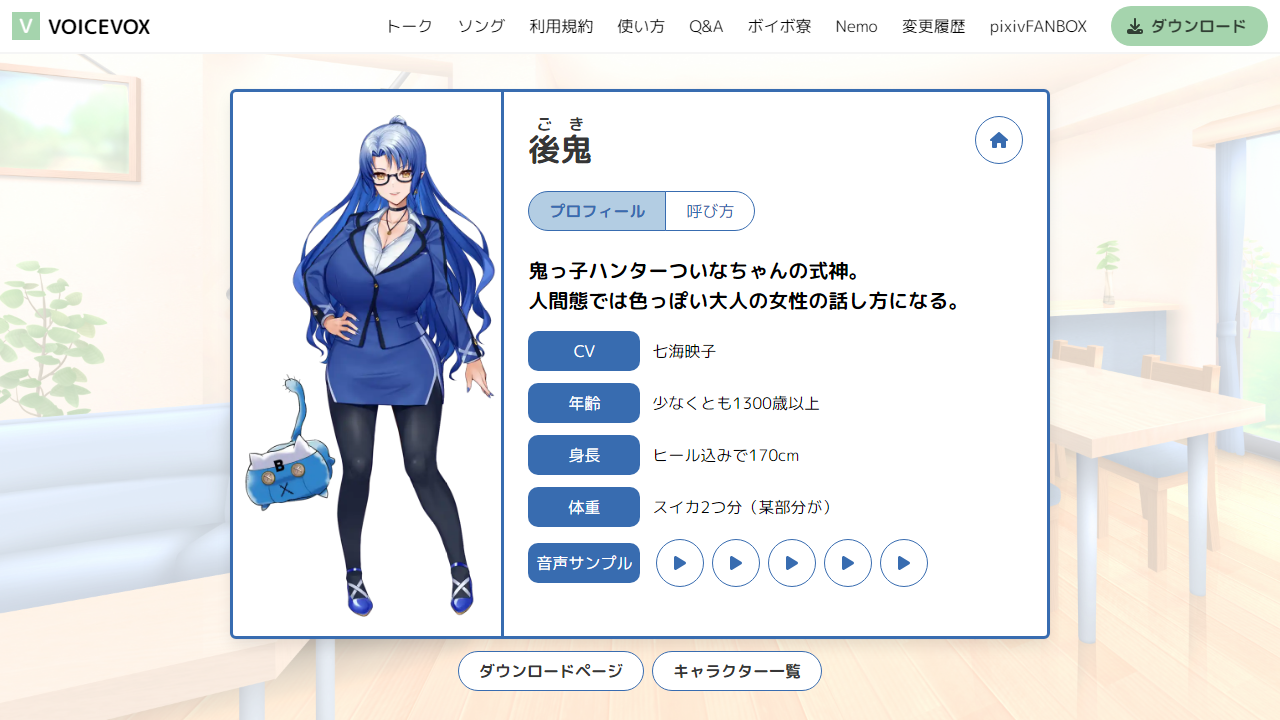 V VOICEVOX トーク ソング 利用規約 使い方 Q&A ボイボ寮 Nemo 変更履歴 pixivFANBOX ダウンロード
ごき
後鬼
プロフィール 呼び方
鬼っ子ハンターついなちゃんの式神。
人間態では色っぽい大人の女性の話し方になる。
CV 七海映子
年齢 少なくとも1300歳以上
身長 ヒール込みで170cm
体重 スイカ2つ分（某部分が）
音声サンプル
B
ダウンロードページ キャラクター一覧